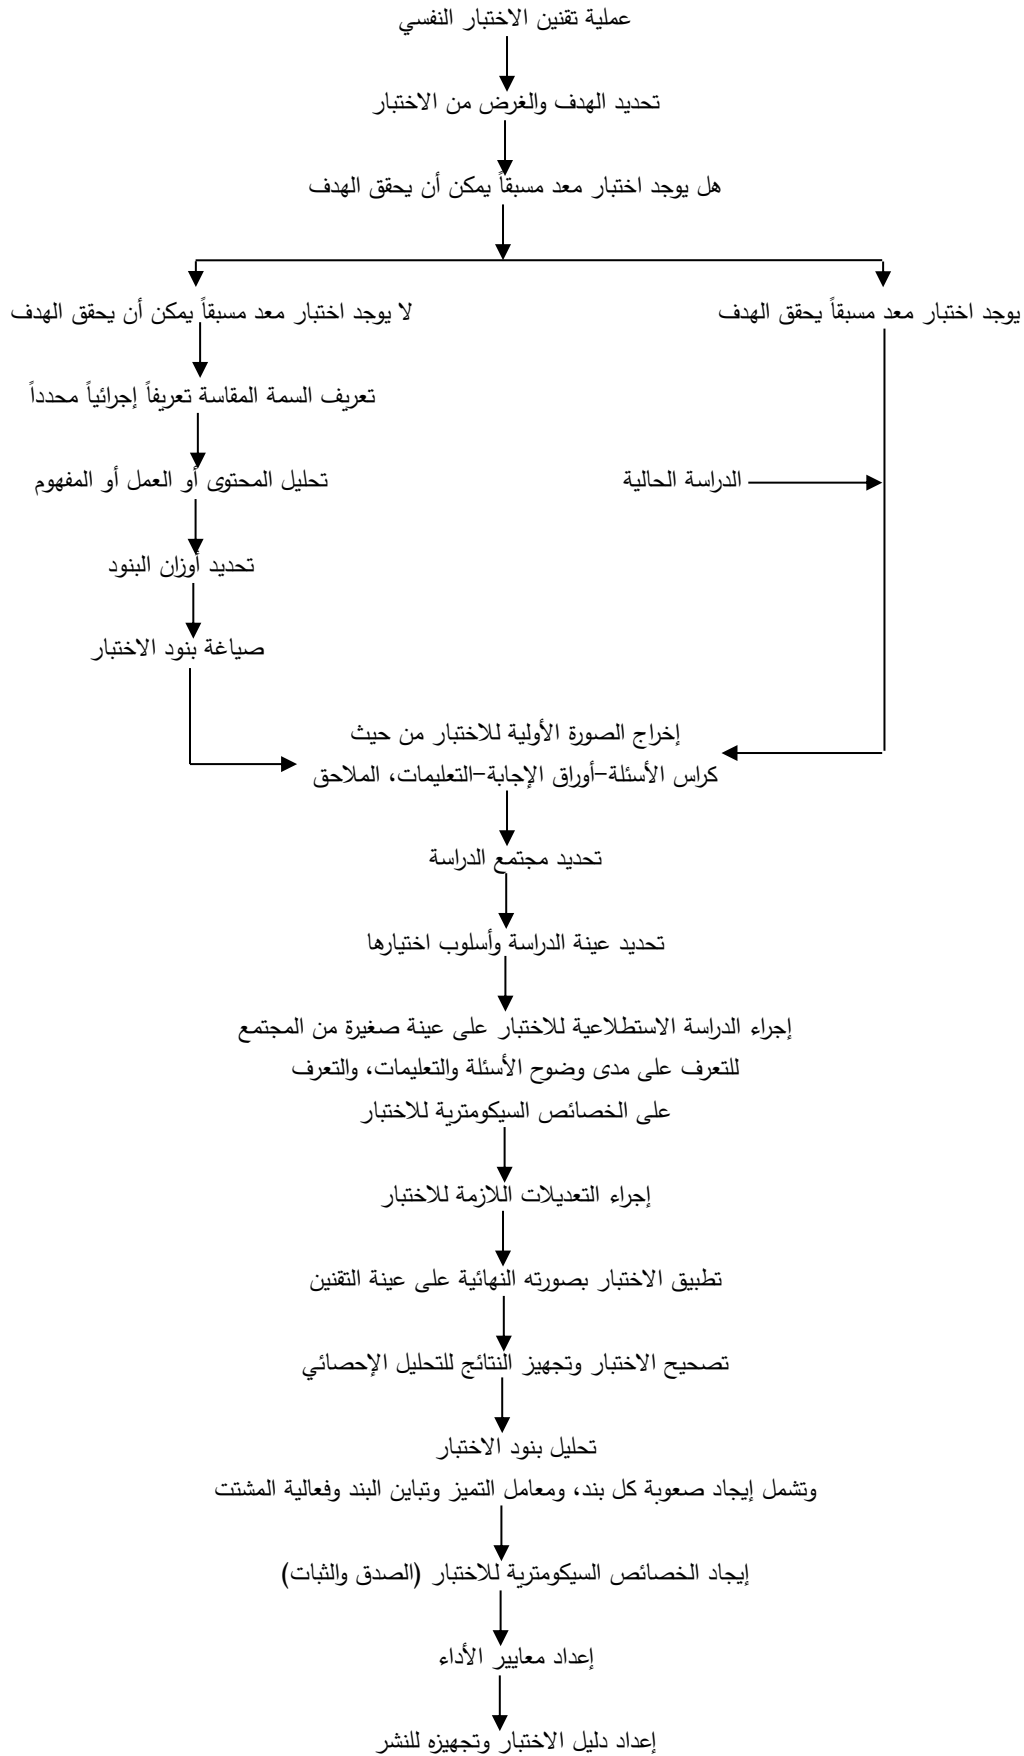 عملية تقنين الاختبار النفسي
تحديد الهدف والغرض من الاختبار
هل يوجد اختبار معد مسبقاً يمكن أن يحقق الهدف
يوجد اختبار معد مسبقاً يحقق الهدف
لا يوجد اختبار معد مسبقاً يمكن أن يحقق الهدف
تعريف السمة المقاسة تعريفاً إجرائياً محدداً
الدراسة الحالية
تحليل المحتوى أو العمل أو المفهوم
تحديد أوزان البنود
صياغة بنود الاختبار
إخراج الصورة الأولية للاختبار من حيث
كراس الأسئلة-أوراق الإجابة-التعليمات، الملاحق
تحديد مجتمع الدراسة
تحديد عينة الدراسة وأسلوب اختيارها
إجراء الدراسة الاستطلاعية للاختبار على عينة صغيرة من المجتمع
للتعرف على مدى وضوح الأسئلة والتعليمات، والتعرف
على الخصائص السيكومترية للاختبار
إجراء التعديلات اللازمة للاختبار
تطبيق الاختبار بصورته النهائية على عينة التقنين
تصحيح الاختبار وتجهيز النتائج للتحليل الإحصائي
تحليل بنود الاختبار
وتشمل إيجاد صعوبة كل بند، ومعامل التميز وتباين البند وفعالية المشتت
إيجاد الخصائص السيكومترية للاختبار (الصدق والثبات)
إعداد معايير الأداء
إعداد دليل الاختبار وتجهيزه للنشر